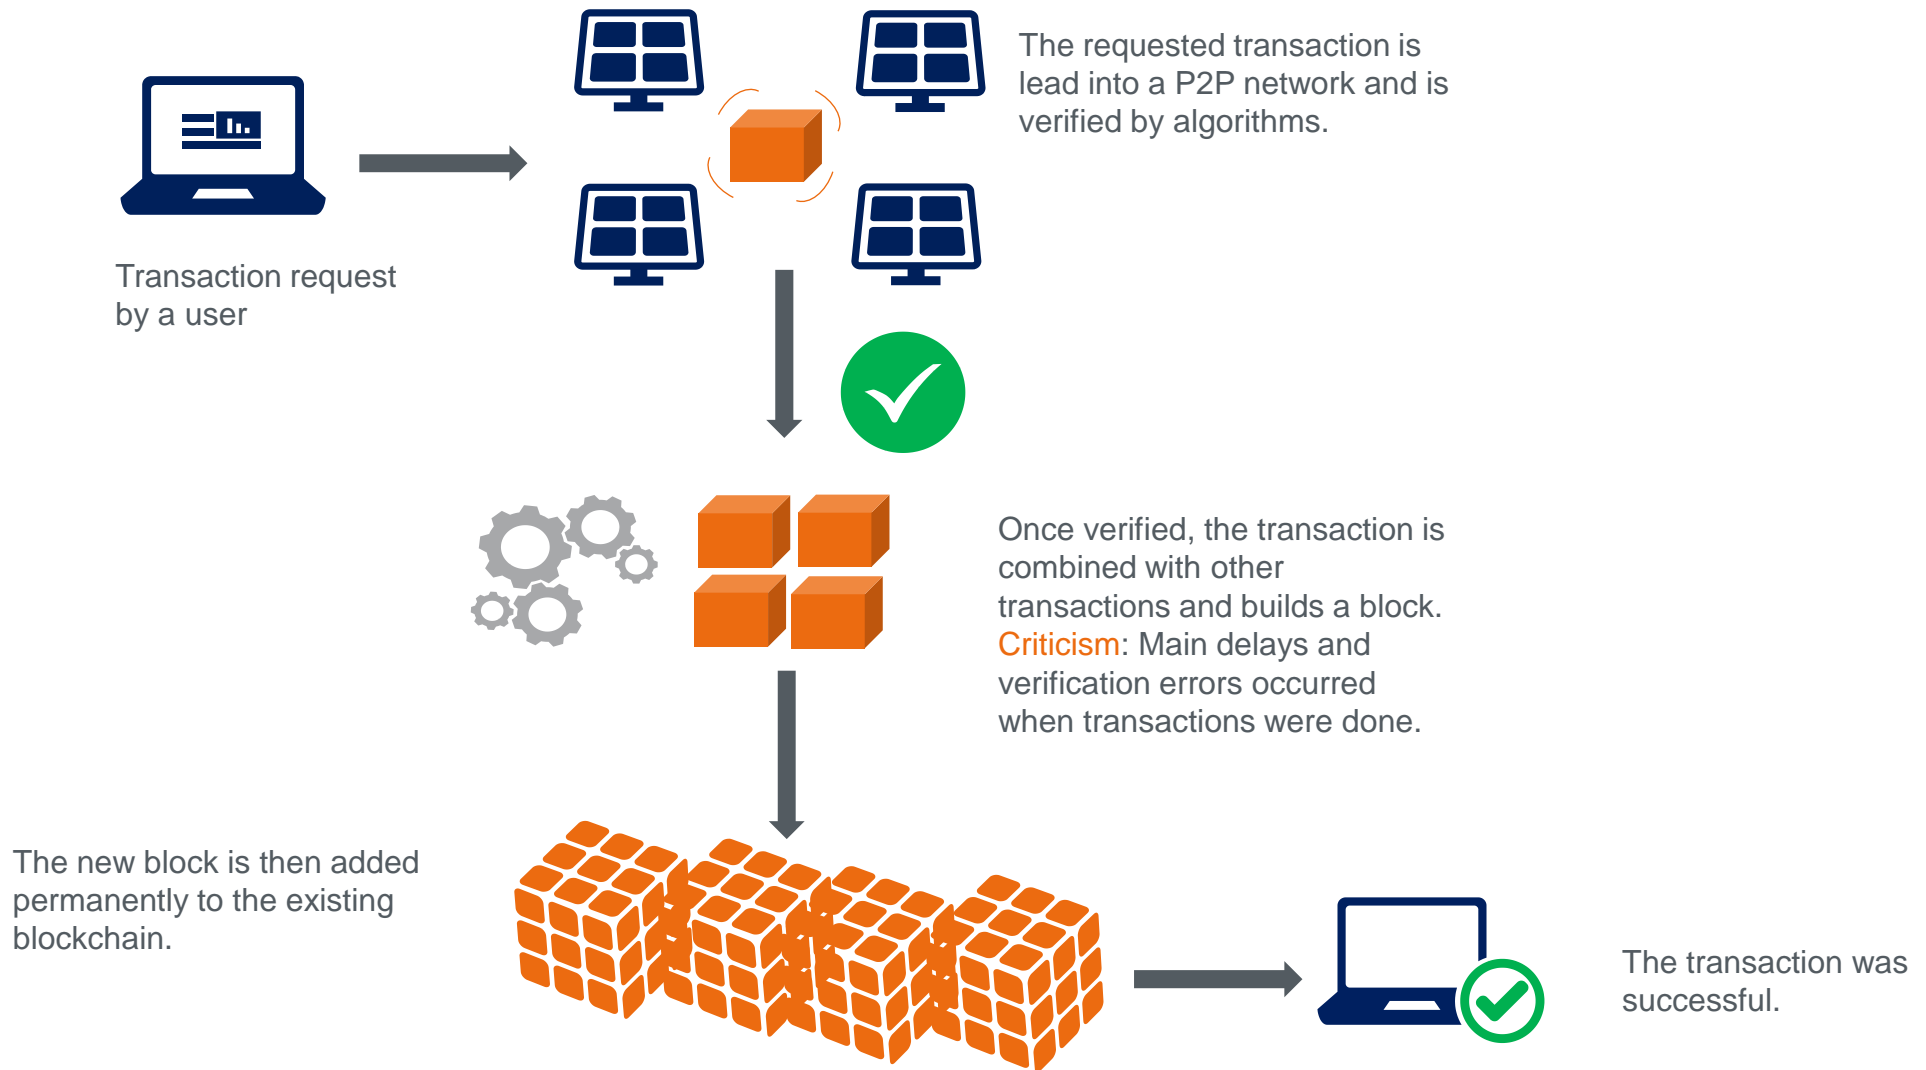 The requested transaction is
lead into a P2P network and is
verified by algorithms.
Transaction request
by a user
Once verified, the transaction is
combined with other
transactions and builds a block.
Criticism: Main delays and
verification errors occurred
when transactions were done.
The new block is then added
permanently to the existing
blockchain.
The transaction was
successful.